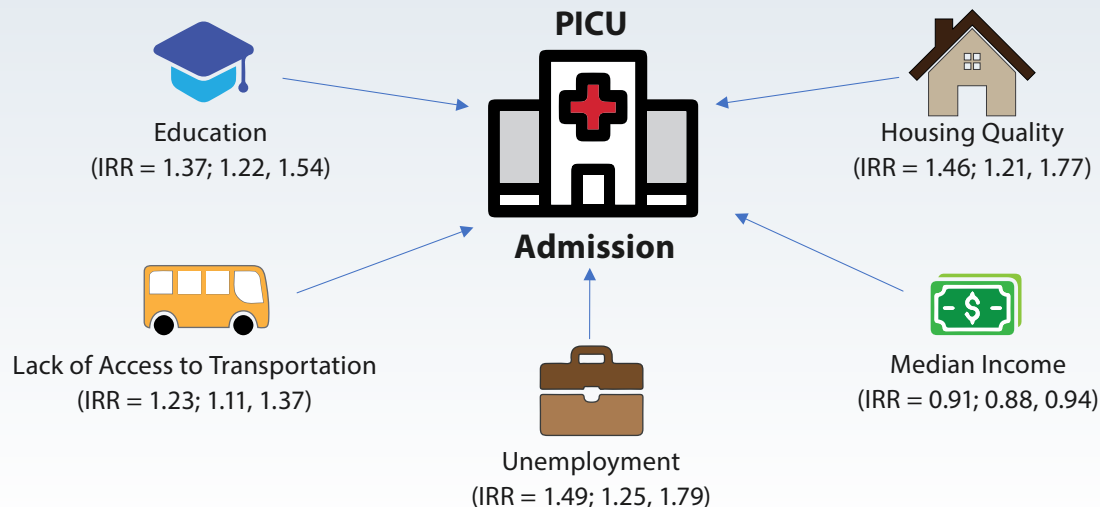 PICU
Admission
Education
(IRR = 1.37; 1.22, 1.54)
Housing Quality
(IRR = 1.46; 1.21, 1.77)
Lack of Access to Transportation
(IRR = 1.23; 1.11, 1.37)
Median Income
(IRR = 0.91; 0.88, 0.94)
Unemployment
(IRR = 1.49; 1.25, 1.79)
$